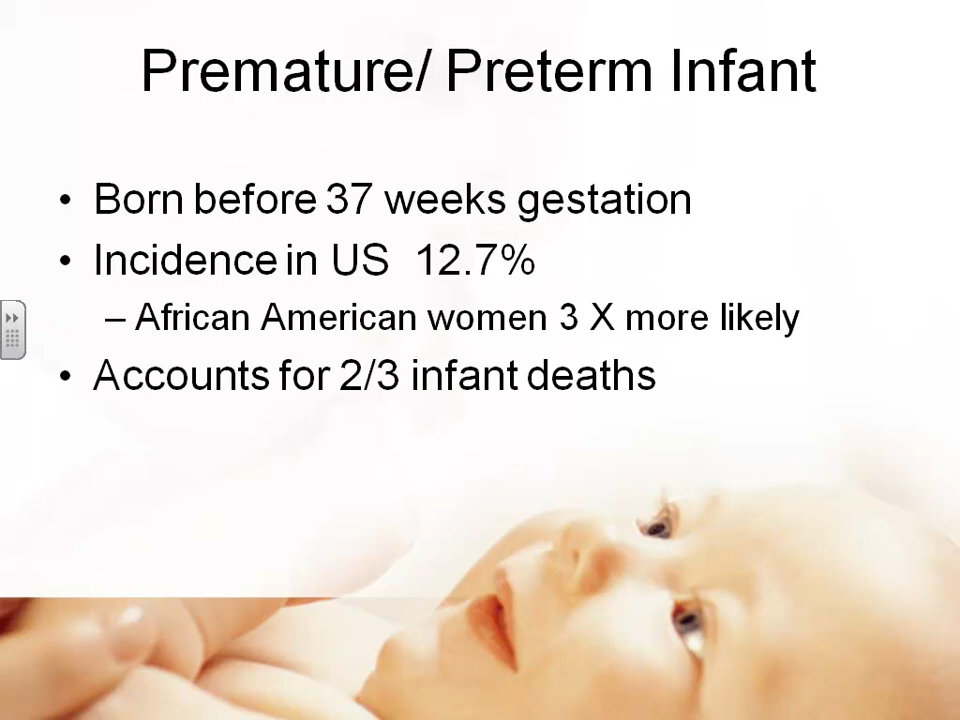 Premature/ Preterm Infant
• Born before 37 weeks gestation
• Incidence in US  12.7%
– African American women 3 X more likely
• Accounts for 2/3 infant deaths